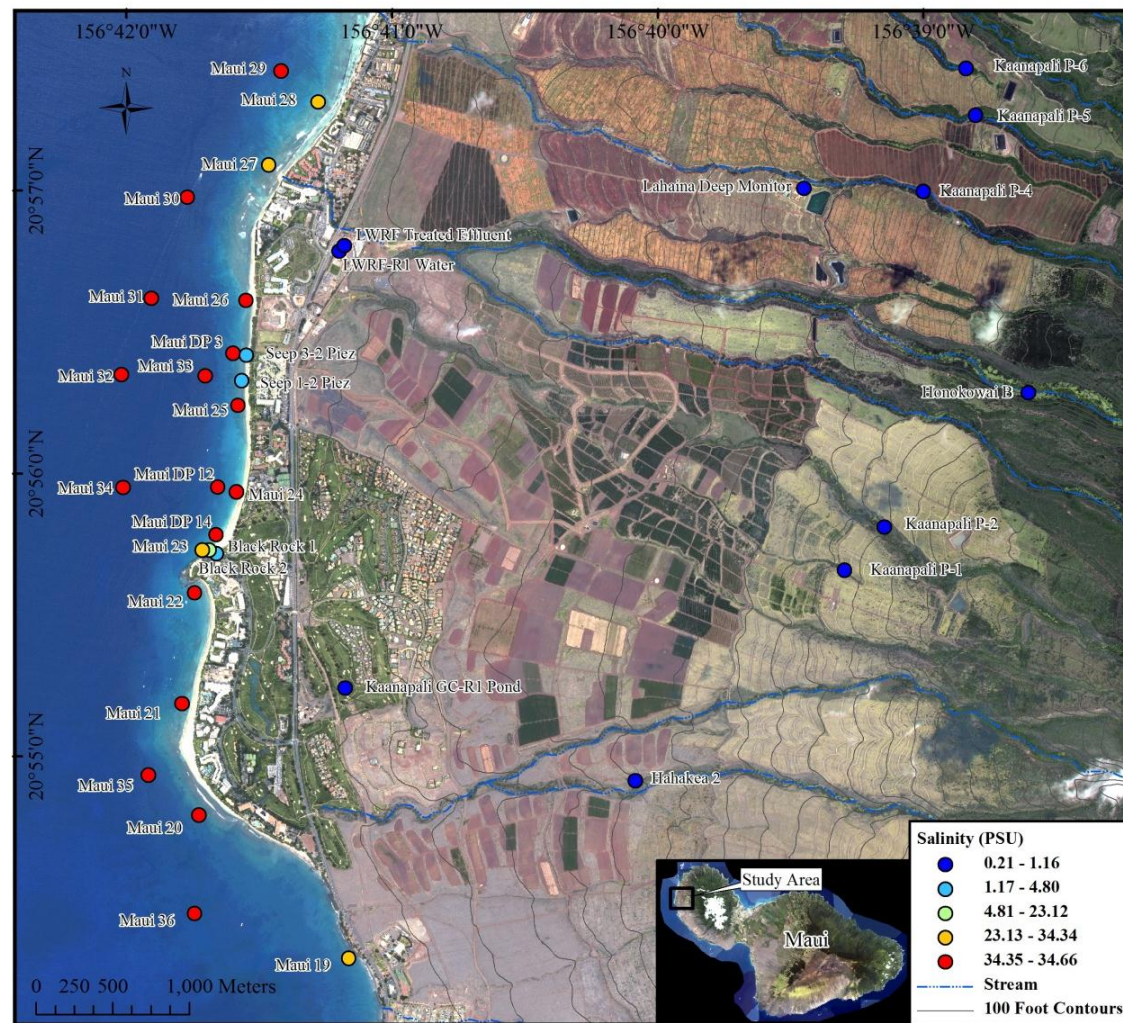 156°42'0"W
156°41'0"W
156°40'0"W
156°39'0"W
N
Maui 29
Kaanapali P-6
Maui 28
Kaanapali P-5
Maui 27
20°57'0"N
Lahaina Deep Monitor
Kaanapali P-4
Maui 30
LWRF Treated Effluent
LWRF-R1 Water
Maui 31
Maui 26
Maui DP 3
Seep 3-2 Piez
Maui 32
Maui 33
Seep 1-2 Piez
Honokowai B
Maui 25
20°56'0"N
Maui 34
Maui DP 12
Maui 24
Maui DP 14
Kaanapali P-2
Maui 23
Black Rock 1
Black Rock 2
Kaanapali P-1
Maui 22
Kaanapali GC-R1 Pond
Maui 21
20°55'0"N
Maui 35
Hahakea 2
Maui 20
Maui 36
Maui 19
0 250 500 1,000 Meters
Study Area
Maui
Salinity (PSU)
0.21 - 1.16
1.17 - 4.80
4.81 - 23.12
23.13 - 34.34
34.35 - 34.66
Stream
100 Foot Contours